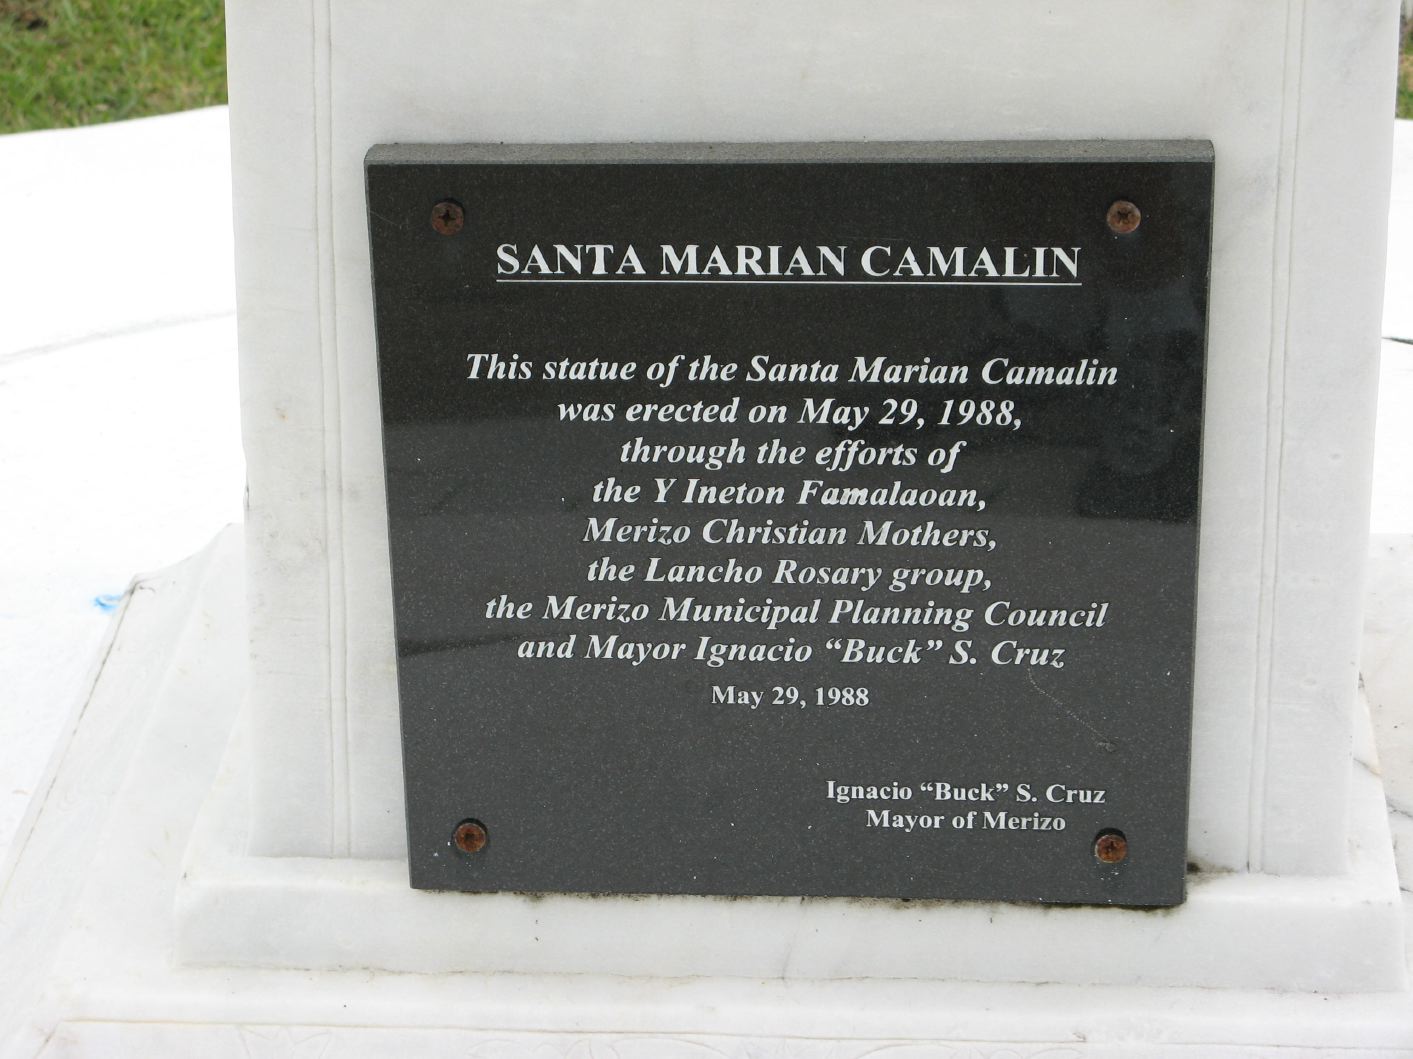 SANTA MARIAN CAMALIN
This statue of the Santa Marian Camalin
was erected on May 29, 1988,
through the efforts of
the Y Ineton Famalaoan,
Merizo Christian Mothers,
the Lancho Rosary group,
the Merizo Municipal Planning Council
and Mayor Ignacio “Buck” S. Cruz
May 29, 1988
Ignacio “Buck” S. Cruz
Mayor of Merizo